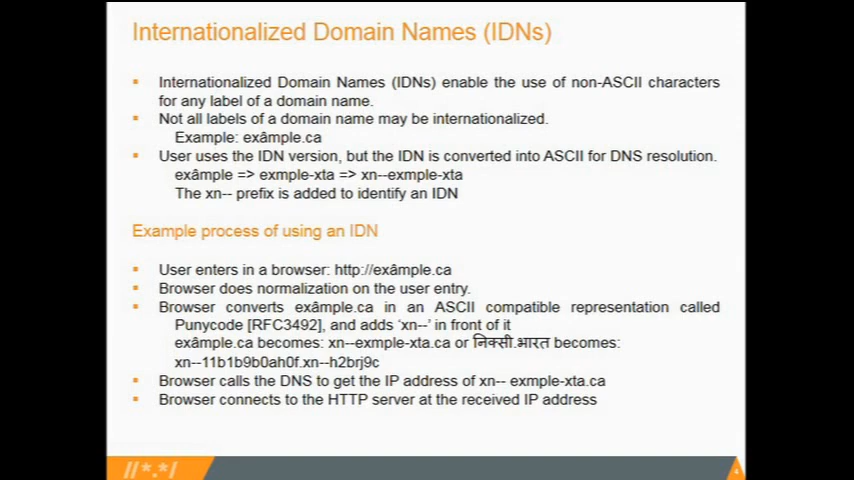 Internationalized Domain Names (IDNs)
Internationalized Domain Names (IDNs) enable the use of non-ASCII characters
for any label of a domain name.
Not all labels of a domain name may be internationalized.
Example: exâmple.ca
User uses the IDN version, but the IDN is converted into ASCII for DNS resolution.
exâmple => exmple-xta => xn--exmple-xta
The xn-- prefix is added to identify an IDN
Example process of using an IDN
User enters in a browser: http://exâmple.ca
Browser does normalization on the user entry.
Browser converts exâmple.ca in an ASCII compatible representation called
Punycode [RFC3492], and adds ‘xn--’ in front of it
exâmple.ca becomes: xn--exmple-xta.ca or निक्सी.भारत becomes:
xn--11b1b9b0ah0f.xn--h2brj9c
Browser calls the DNS to get the IP address of xn-- exmple-xta.ca
Browser connects to the HTTP server at the received IP address
//*.*/
4